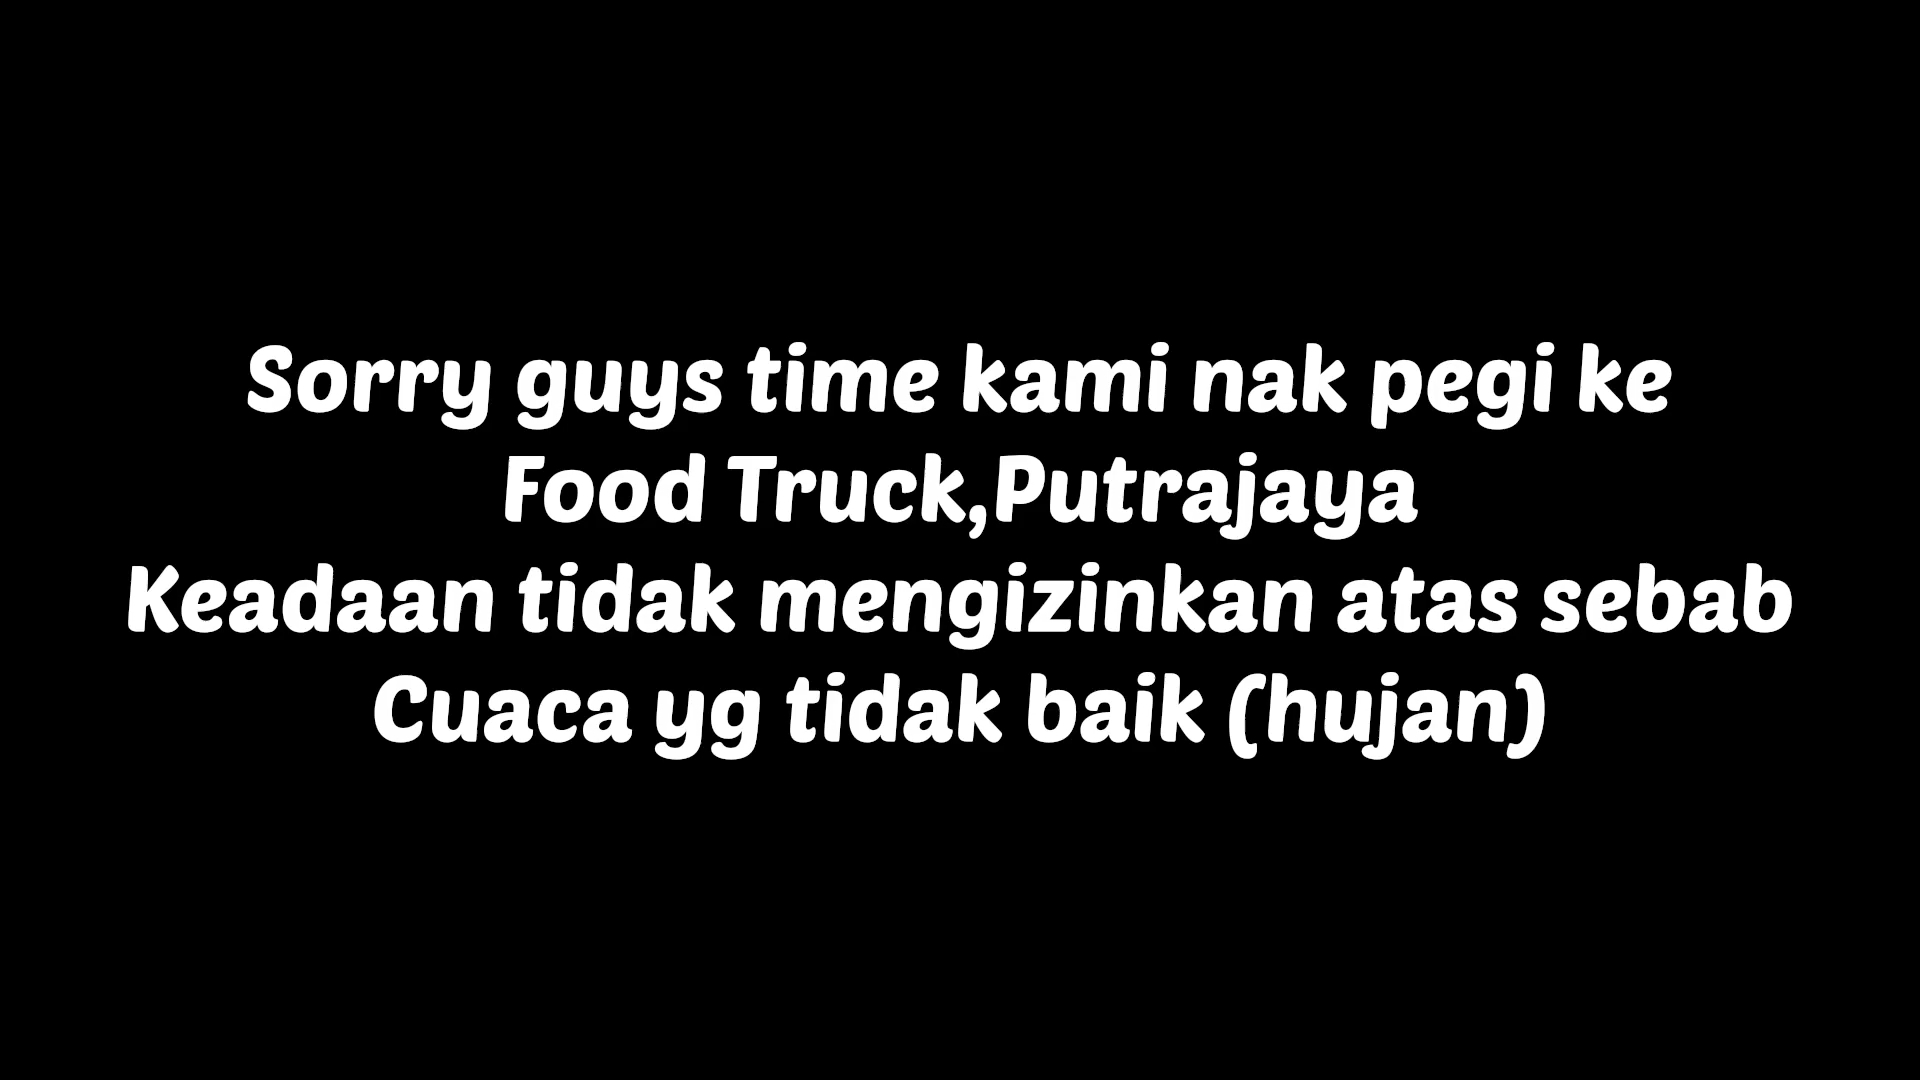 Sorry guys time kami nak pegi ke
Food Truck,Putrajaya
Keadaan tidak mengizinkan atas sebab
Cuaca yg tidak baik (hujan)